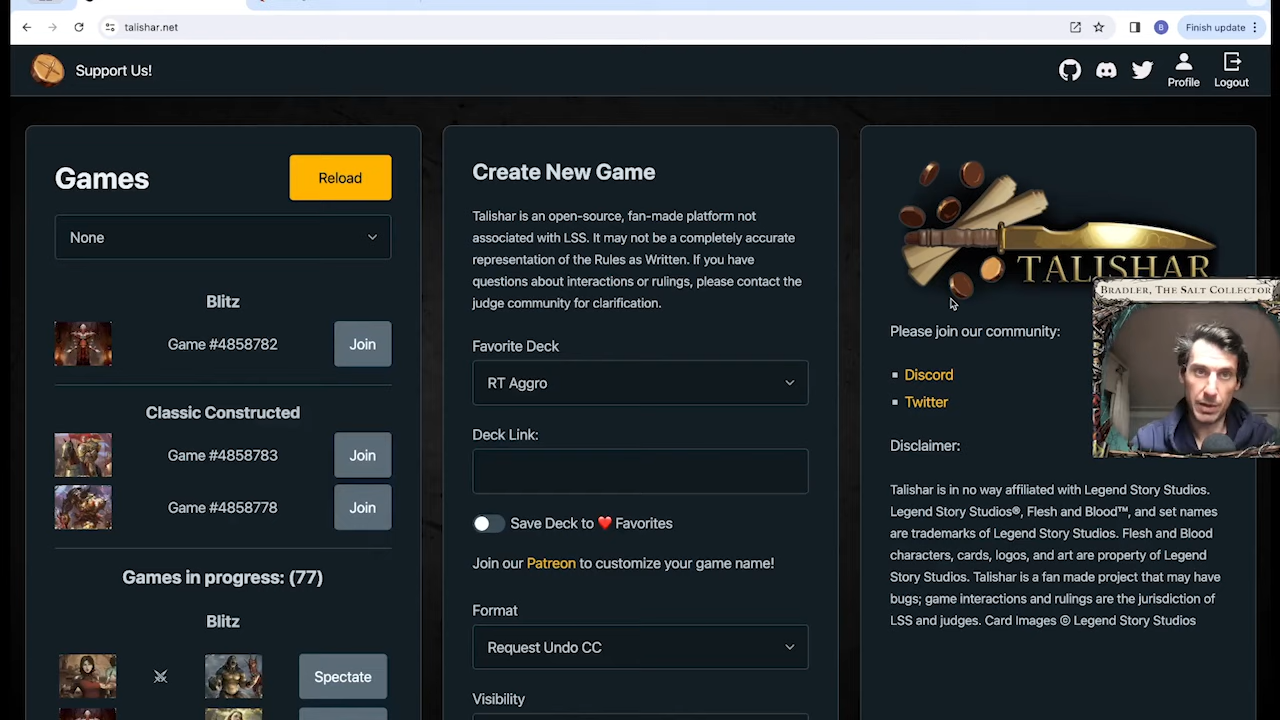 talishar.net
Finish update
Support Us!
Profile
Logout
Games
Reload
None
Blitz
Game #4858782
Join
Classic Constructed
Game #4858783
Join
Game #4858778
Join
Games in progress: (77)
Blitz
Spectate
Create New Game
Talishar is an open-source, fan-made platform not
associated with LSS. It may not be a completely accurate
representation of the Rules as Written. If you have
questions about interactions or rulings, please contact the
judge community for clarification.
Favorite Deck
RT Aggro
Deck Link:
Save Deck to ❤️ Favorites
Join our Patreon to customize your game name!
Format
Request Undo CC
Visibility
TALISHAR
Bradler, The Salt Collector
Please join our community:
Discord
Twitter
Disclaimer:
Talishar is in no way affiliated with Legend Story Studios.
Legend Story Studios®, Flesh and Blood™, and set names
are trademarks of Legend Story Studios. Flesh and Blood
characters, cards, logos, and art are property of Legend
Story Studios. Talishar is a fan made project that may have
bugs; game interactions and rulings are the jurisdiction of
LSS and judges. Card Images © Legend Story Studios